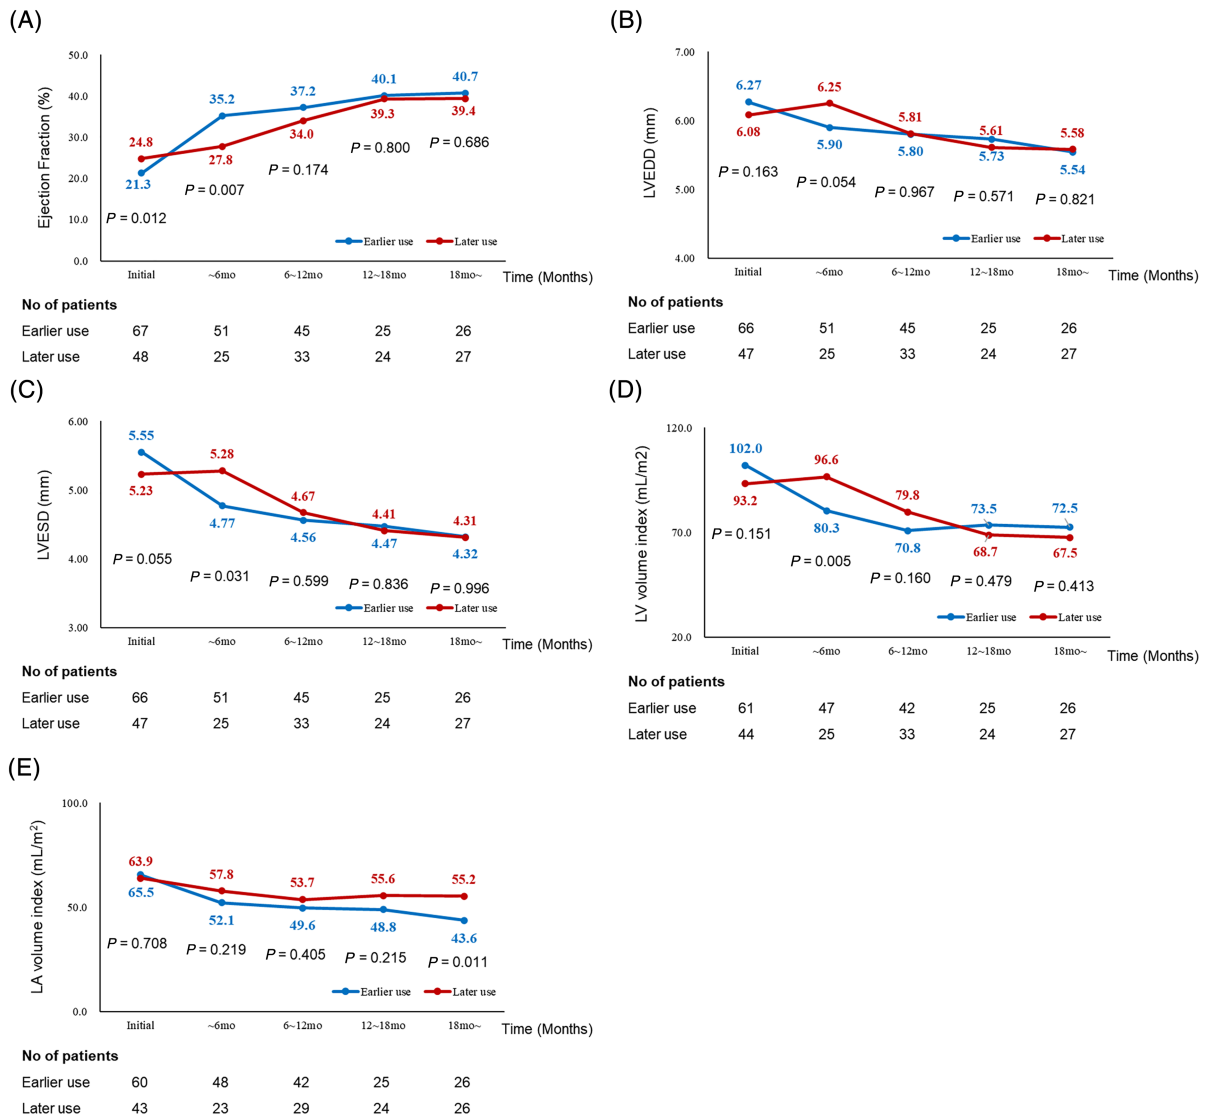 (A)
Ejection Fraction (%)
50.0
40.0
30.0
20.0
10.0
0.0
24.8
21.3
35.2
27.8
37.2
34.0
40.1
39.3
40.7
39.4
P = 0.012
P = 0.007
P = 0.174
P = 0.800
P = 0.686
Earlier use Later use
Initial ~6mo 6~12mo 12~18mo 18mo~ Time (Months)
No of patients
Earlier use 67 51 45 25 26
Later use 48 25 33 24 27
(B)
LVEDD (mm)
7.00
6.00
5.00
4.00
6.27
6.08
6.25
5.90
5.81
5.80
5.61
5.73
5.58
5.54
P = 0.163
P = 0.054
P = 0.967
P = 0.571
P = 0.821
Earlier use Later use
Initial ~6mo 6~12mo 12~18mo 18mo~ Time (Months)
No of patients
Earlier use 66 51 45 25 26
Later use 47 25 33 24 27
(C)
LVESD (mm)
6.00
5.00
4.00
3.00
5.55
5.23
5.28
4.77
4.67
4.56
4.41
4.47
4.31
4.32
P = 0.055
P = 0.031
P = 0.599
P = 0.836
P = 0.996
Earlier use Later use
Initial ~6mo 6~12mo 12~18mo 18mo~ Time (Months)
No of patients
Earlier use 66 51 45 25 26
Later use 47 25 33 24 27
(D)
LV volume index (mL/m2)
120.0
70.0
20.0
102.0
93.2
96.6
80.3
79.8
70.8
73.5
68.7
72.5
67.5
P = 0.151
P = 0.005
P = 0.160
P = 0.479
P = 0.413
Earlier use Later use
Initial ~6mo 6~12mo 12~18mo 18mo~ Time (Months)
No of patients
Earlier use 61 47 42 25 26
Later use 44 25 33 24 27
(E)
LA volume index (mL/m²)
100.0
50.0
0.0
63.9
65.5
57.8
52.1
53.7
49.6
55.6
48.8
55.2
43.6
P = 0.708
P = 0.219
P = 0.405
P = 0.215
P = 0.011
Earlier use Later use
Initial ~6mo 6~12mo 12~18mo 18mo~ Time (Months)
No of patients
Earlier use 60 48 42 25 26
Later use 43 23 29 24 26